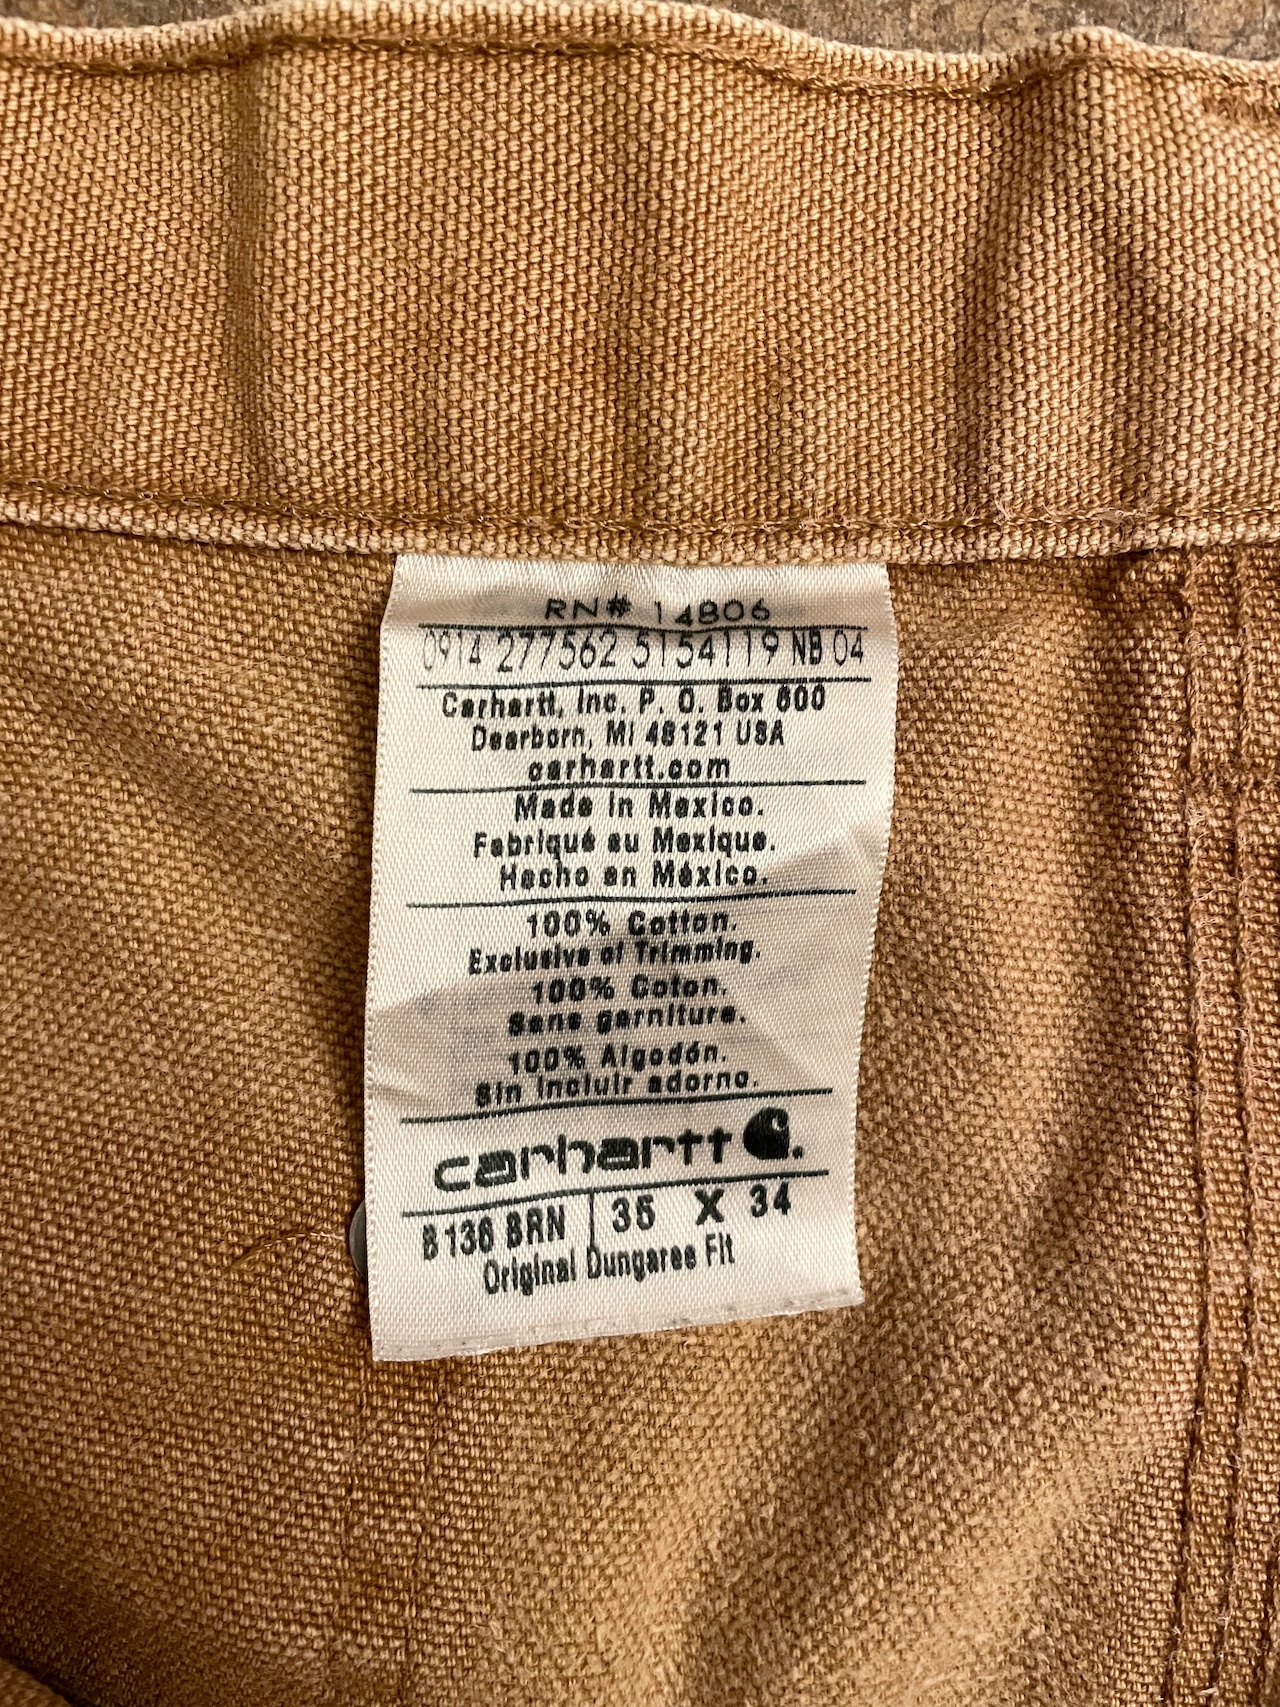 RN# 14806
0914 277562 5154119 NB 04
Carhartt, Inc. P. O. Box 600
Dearborn, MI 48121 USA
carhartt.com
Made in Mexico.
Fabriqué au Mexique.
Hecho en México.
100% Cotton.
Exclusive of Trimming.
100% Coton.
Sans garniture.
100% Algodón.
Sin incluir adorno.
carhartt
B136 BRN 35 X 34
Original Dungaree Fit